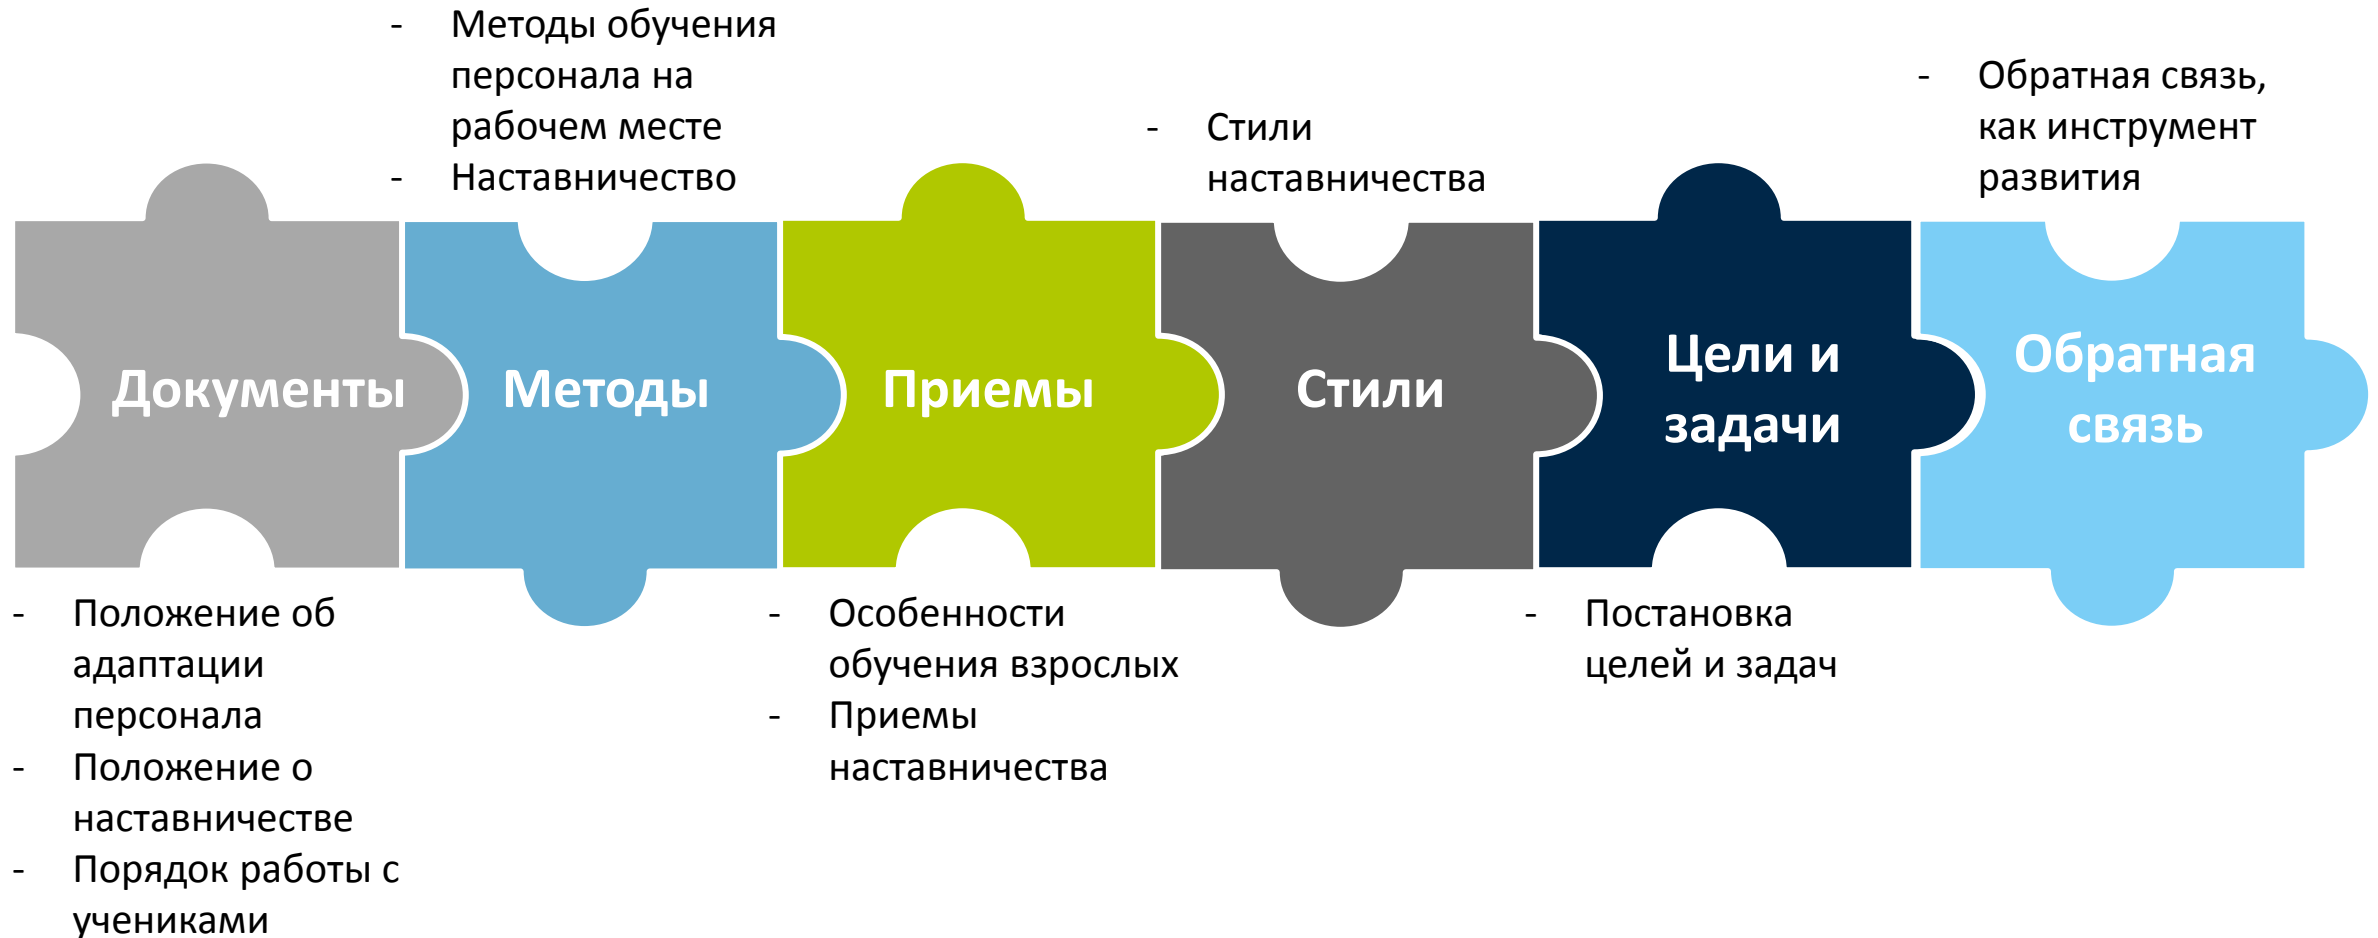 - Методы обучения
персонала на
рабочем месте
- Наставничество
- Стили
наставничества
- Обратная связь,
как инструмент
развития
Документы
Методы
Приемы
Стили
Цели и
задачи
Обратная
связь
- Положение об
адаптации
персонала
- Положение о
наставничестве
- Порядок работы с
учениками
- Особенности
обучения взрослых
- Приемы
наставничества
- Постановка
целей и задач